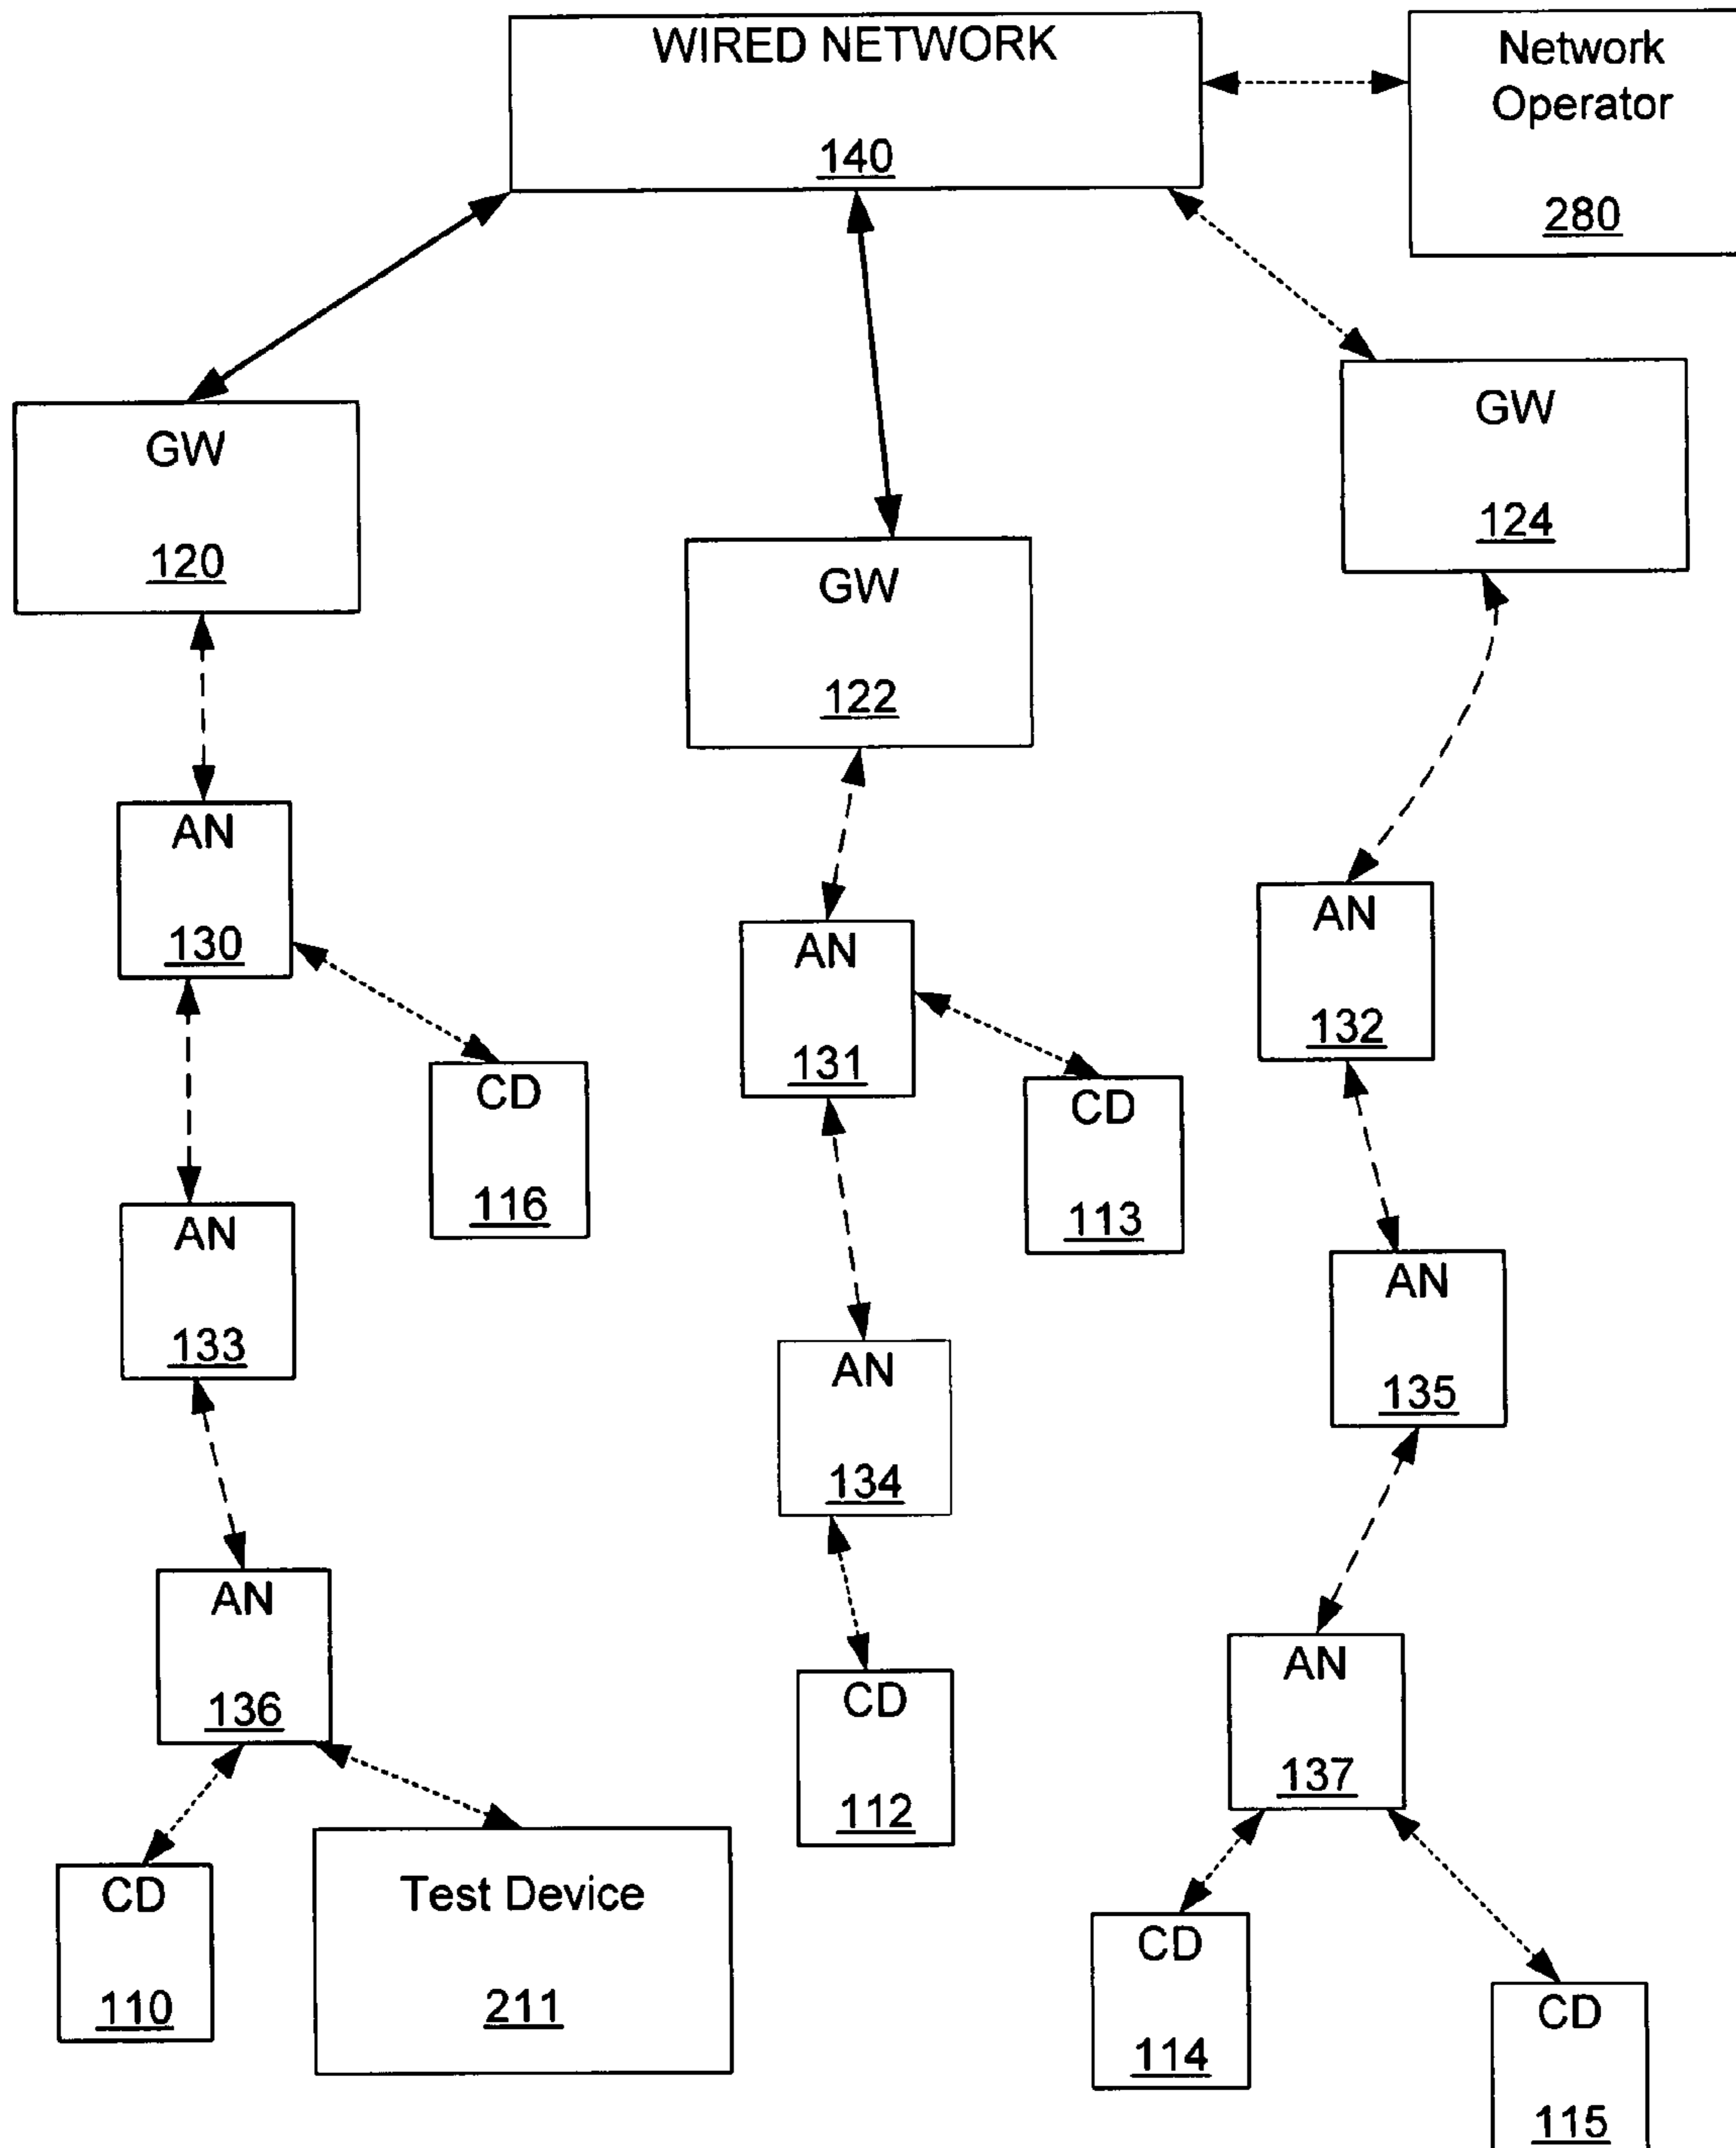 WIRED NETWORK
140
Network
Operator
280
GW
120
GW
122
GW
124
AN
130
AN
131
AN
132
CD
116
CD
113
AN
133
AN
134
AN
135
AN
136
CD
112
AN
137
CD
110
Test Device
211
CD
114
CD
115